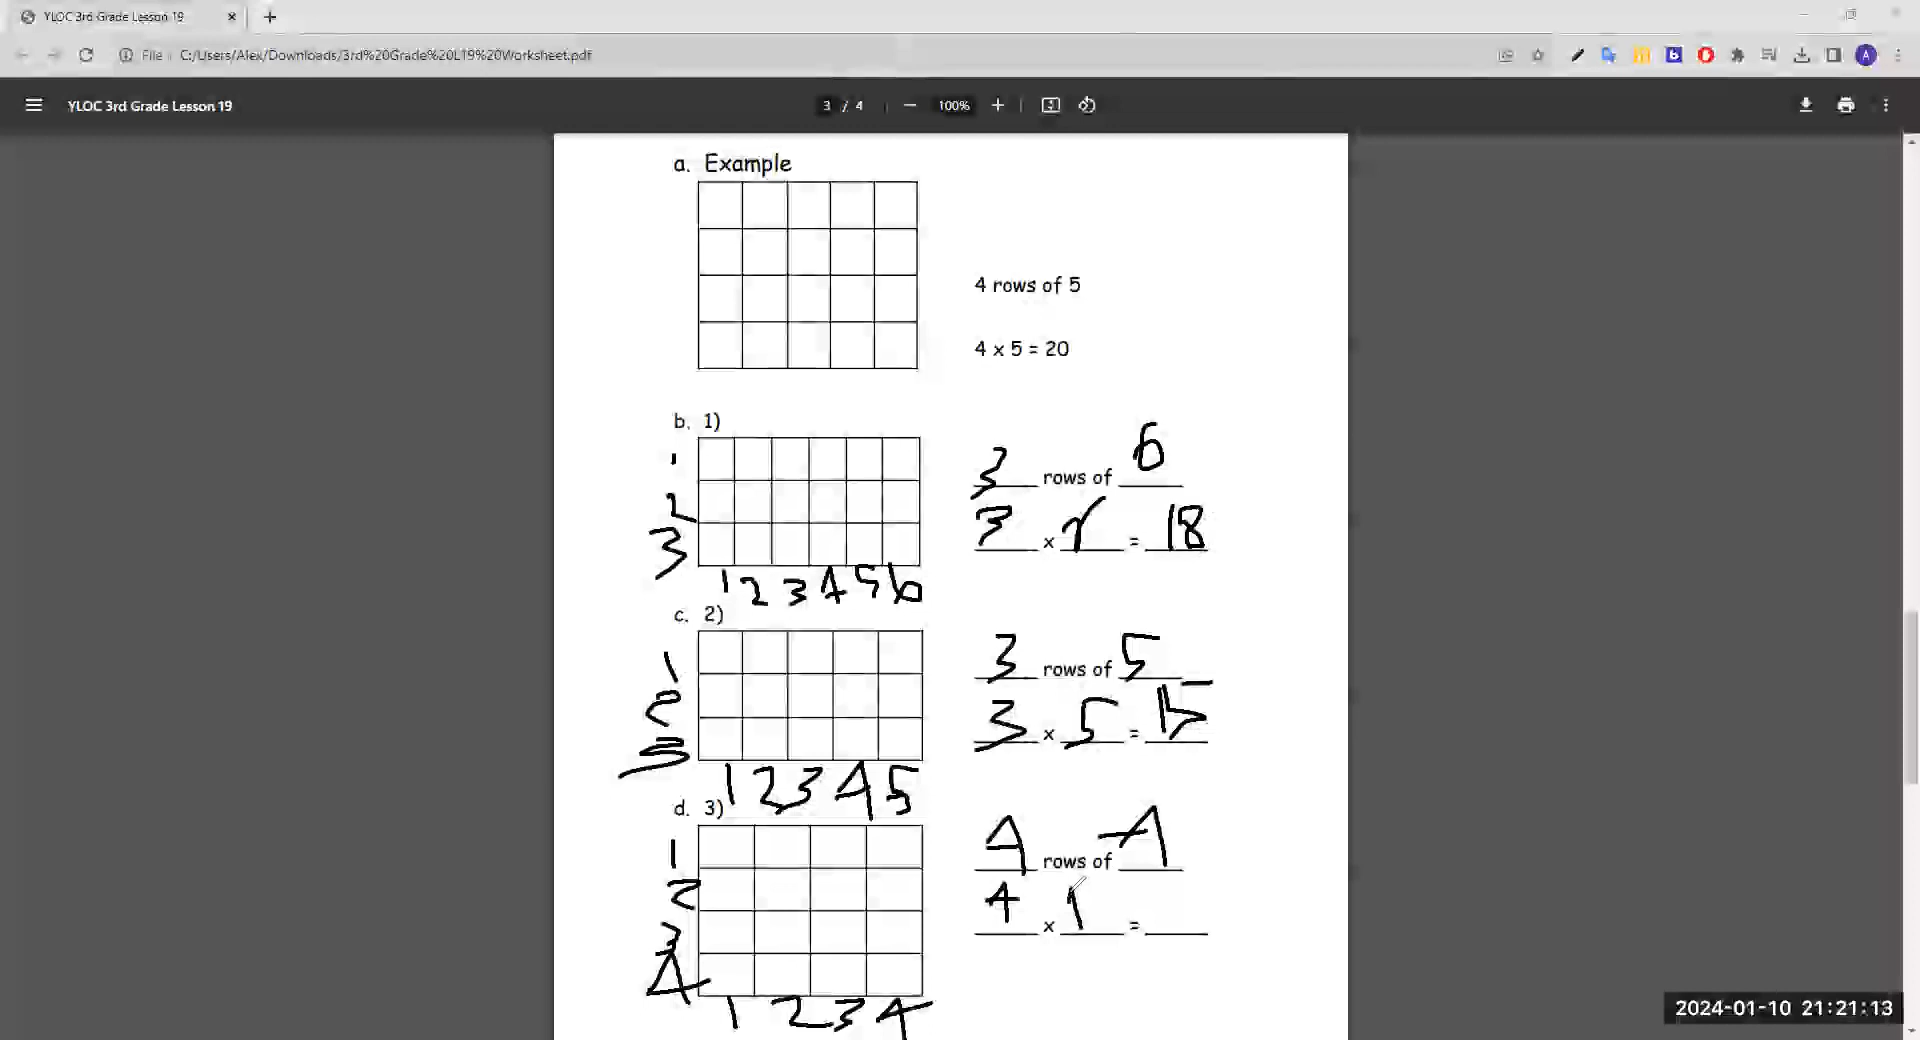 YLOC 3rd Grade Lesson 19
File C:/Users/Alex/Downloads/3rd%20Grade%20L19%20Worksheet.pdf
A
YLOC 3rd Grade Lesson 19
3 / 4
100%
a. Example
4 rows of 5
4 x 5 = 20
b. 1)
1
2
3
1 2 3 4 5 6
3 rows of 6
3 x = 18
c. 2)
1
2
3
1 2 3 4 5
3 rows of 5
3 x 5 = 15
d. 3)
1
2
3
4
1 2 3 4
4 rows of 4
4 x =
2024-01-10 21:21:13